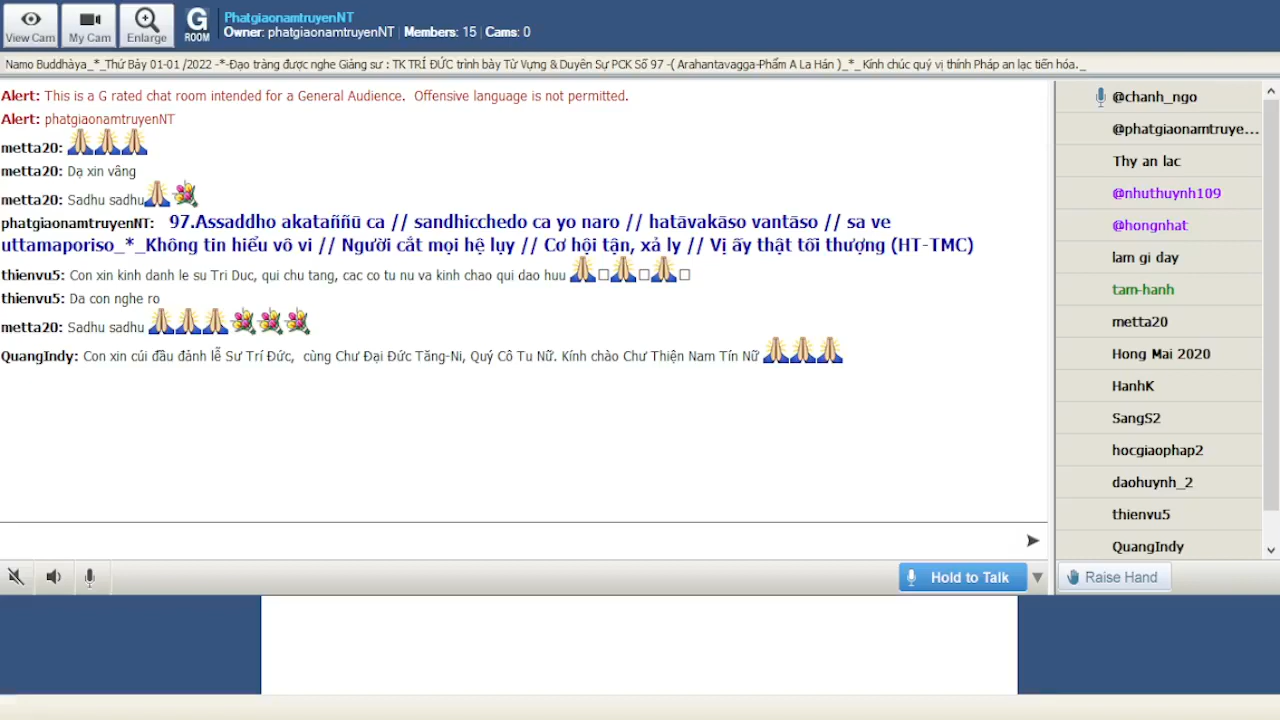 View Cam
My Cam
Enlarge
G
ROOM
PhatgiaonamtruyenNT
Owner: phatgiaonamtruyenNT | Members: 15 | Cams: 0
Namo Buddhàya_*_Thứ Bảy 01-01 /2022 -*-Đạo tràng được nghe Giảng sư : TK TRÍ ĐỨC trình bày Từ Vựng & Duyên Sự PCK Số 97 -( Arahantavagga-Phẩm A La Hán )_*_ Kính chúc quý vị thính Pháp an lạc tiến hóa._
Alert: This is a G rated chat room intended for a General Audience. Offensive language is not permitted.
Alert: phatgiaonamtruyenNT
metta20:
metta20: Dạ xin vâng
metta20: Sadhu sadhu
phatgiaonamtruyenNT: 97.Assaddho akataññū ca // sandhicchedo ca yo naro // hatāvakāso vantāso // sa ve
uttamaporiso_*_Không tin hiểu vô vi // Người cắt mọi hệ lụy // Cơ hội tận, xả ly // Vị ấy thật tối thượng (HT-TMC)
thienvu5: Con xin kinh danh le su Tri Duc, qui chu tang, cac co tu nu va kinh chao qui dao huu
thienvu5: Da con nghe ro
metta20: Sadhu sadhu
QuangIndy: Con xin cúi đầu đảnh lễ Sư Trí Đức, cùng Chư Đại Đức Tăng-Ni, Quý Cô Tu Nữ. Kính chào Chư Thiện Nam Tín Nữ
Hold to Talk
@chanh_ngo
@phatgiaonamtruye...
Thy an lac
@nhuthuynh109
@hongnhat
lam gi day
tam-hanh
metta20
Hong Mai 2020
HanhK
SangS2
hocgiaophap2
daohuynh_2
thienvu5
QuangIndy
Raise Hand